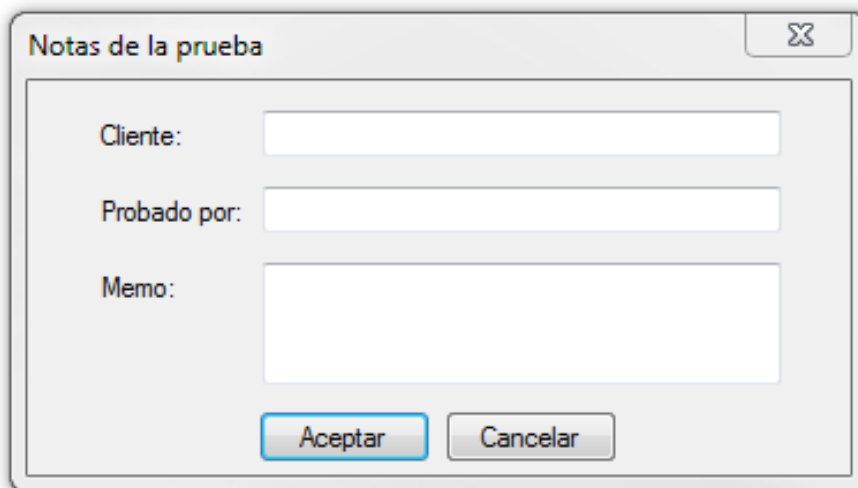 Notas de la prueba
Cliente:
Probado por:
Memo:
Aceptar Cancelar